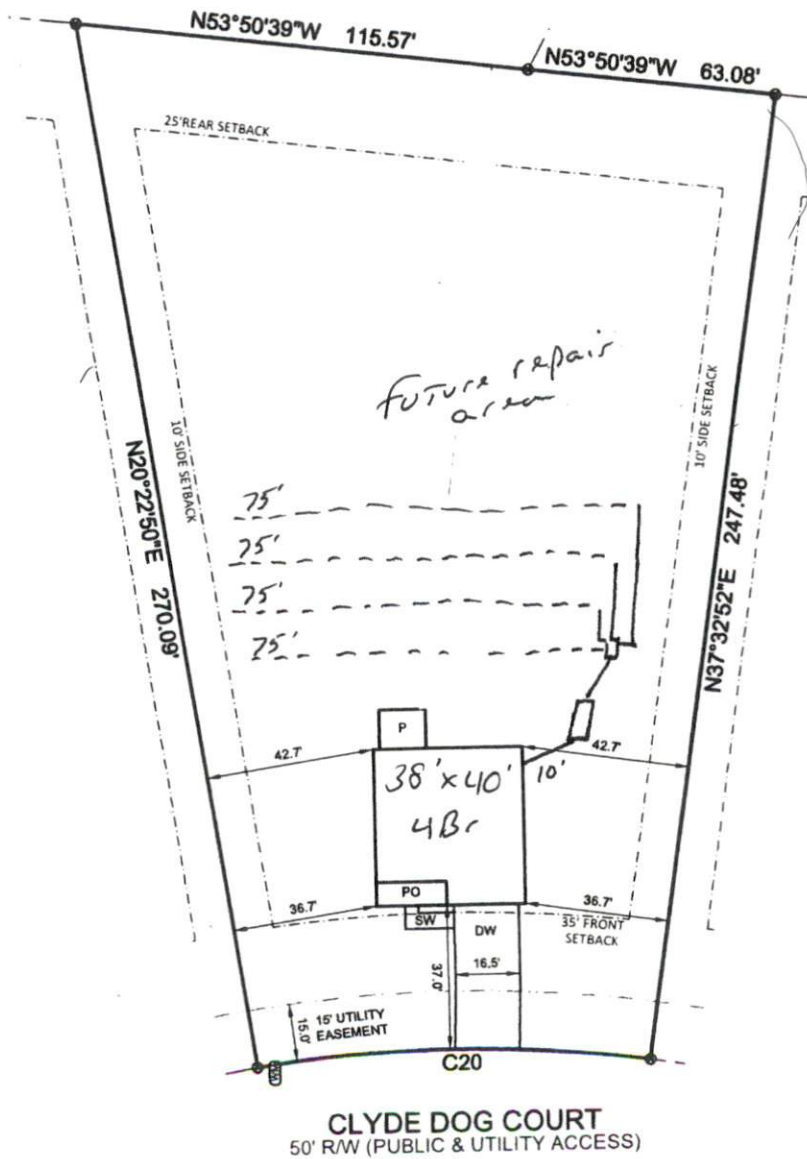 N53°50'39"W 115.57'
N53°50'39"W 63.08'
25'REAR SETBACK
future repair
area
10' SIDE SETBACK
10' SIDE SETBACK
N20°22'50"E 270.09'
N37°32'52"E 247.48'
75'
75'
75'
75'
P
42.7'
42.7'
38'x40'
10'
4Br
PO
36.7'
36.7'
SW
DW
35' FRONT
SETBACK
16.5'
37.0'
15.0'
15' UTILITY
EASEMENT
C20
CLYDE DOG COURT
50' R/W (PUBLIC & UTILITY ACCESS)